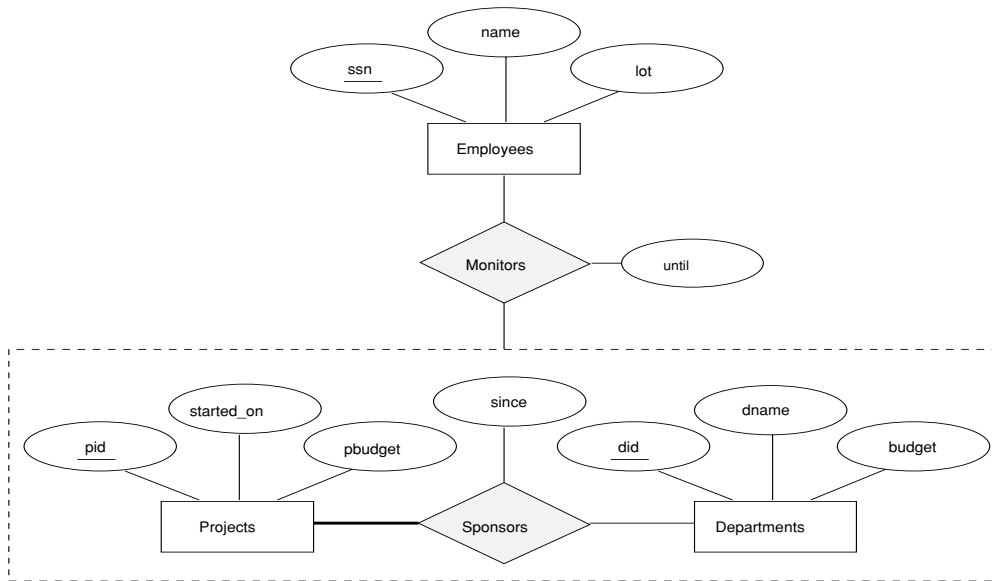 name
ssn
lot
Employees
Monitors
until
since
started_on
dname
pid
pbudget
did
budget
Projects
Sponsors
Departments